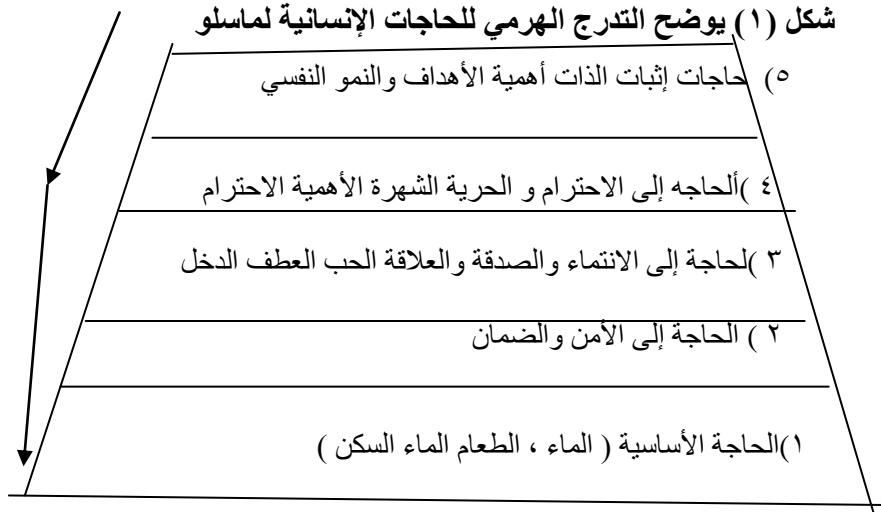 شكل (١) يوضح التدرج الهرمي للحاجات الإنسانية لماسلو
٥) حاجات إثبات الذات أهمية الأهداف والنمو النفسي
٤ )ألحاجه إلى الاحترام و الحرية الشهرة الأهمية الاحترام
٣ )لحاجة إلى الانتماء والصدقة والعلاقة الحب العطف الدخل
٢ ) الحاجة إلى الأمن والضمان
١)الحاجة الأساسية ( الماء ، الطعام الماء السكن )